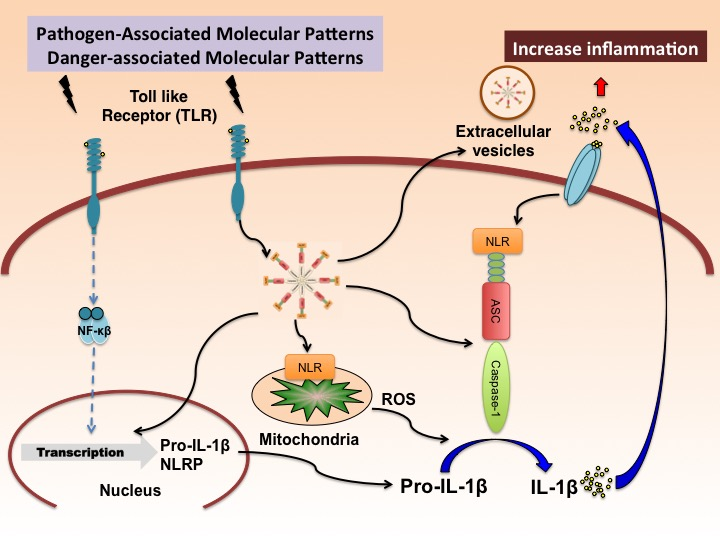 Pathogen-Associated Molecular Patterns
Danger-associated Molecular Patterns
Increase inflammation
Toll like
Receptor (TLR)
Extracellular
vesicles
NLR
ASC
Caspase-1
NF-κβ
NLR
Mitochondria
ROS
Transcription
Pro-IL-1β
NLRP
Nucleus
Pro-IL-1β
IL-1β